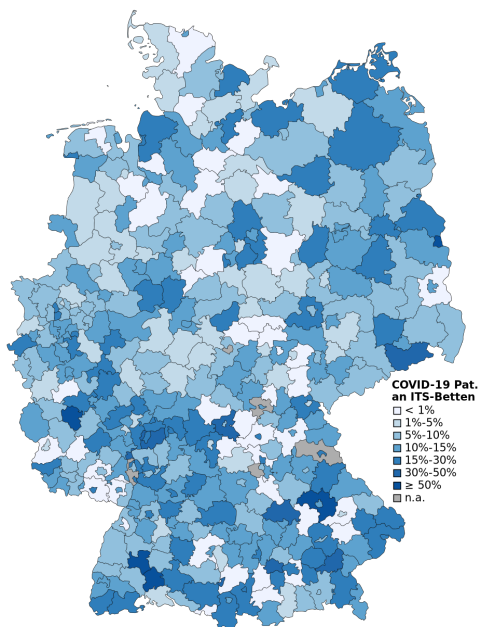 COVID-19 Pat.
an ITS-Betten
< 1%
1%-5%
5%-10%
10%-15%
15%-30%
30%-50%
≥ 50%
n.a.